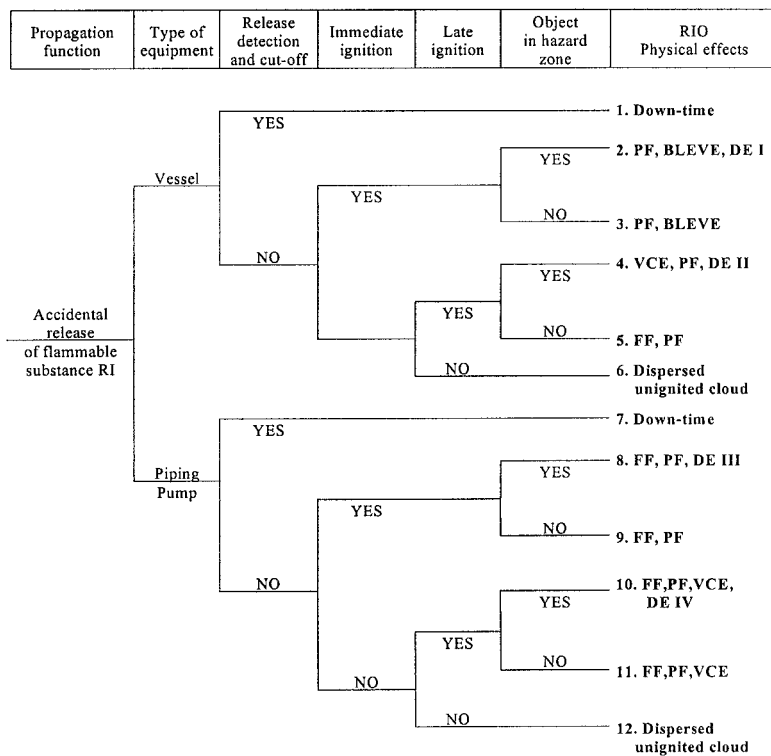 Propagation function
Type of equipment
Release detection and cut-off
Immediate ignition
Late ignition
Object in hazard zone
RIO Physical effects
YES
1. Down-time
2. PF, BLEVE, DE I
YES
Vessel
YES
NO
3. PF, BLEVE
NO
4. VCE, PF, DE II
YES
Accidental
release
of flammable
substance RI
YES
NO
5. FF, PF
NO
6. Dispersed
unignited cloud
7. Down-time
YES
Piping
Pump
8. FF, PF, DE III
YES
YES
NO
9. FF, PF
NO
10. FF,PF,VCE,
DE IV
YES
YES
NO
11. FF,PF,VCE
NO
NO
12. Dispersed
unignited cloud